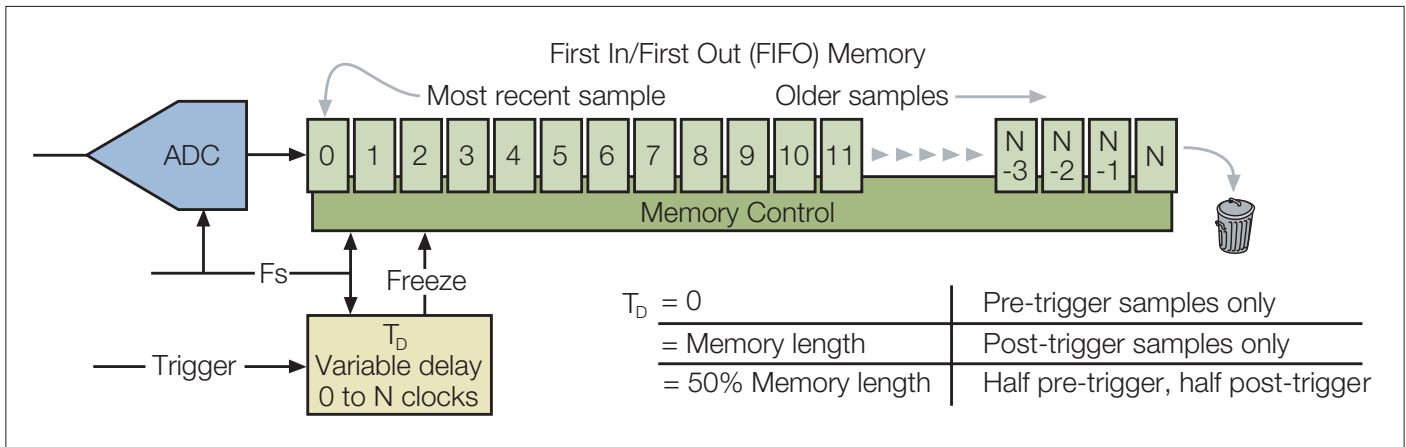 First In/First Out (FIFO) Memory
Most recent sample
Older samples
ADC
0 1 2 3 4 5 6 7 8 9 10 11 N-3 N-2 N-1 N
Memory Control
Fs
Freeze
Trigger
T_D
Variable delay
0 to N clocks
T_D = 0 Pre-trigger samples only
= Memory length Post-trigger samples only
= 50% Memory length Half pre-trigger, half post-trigger